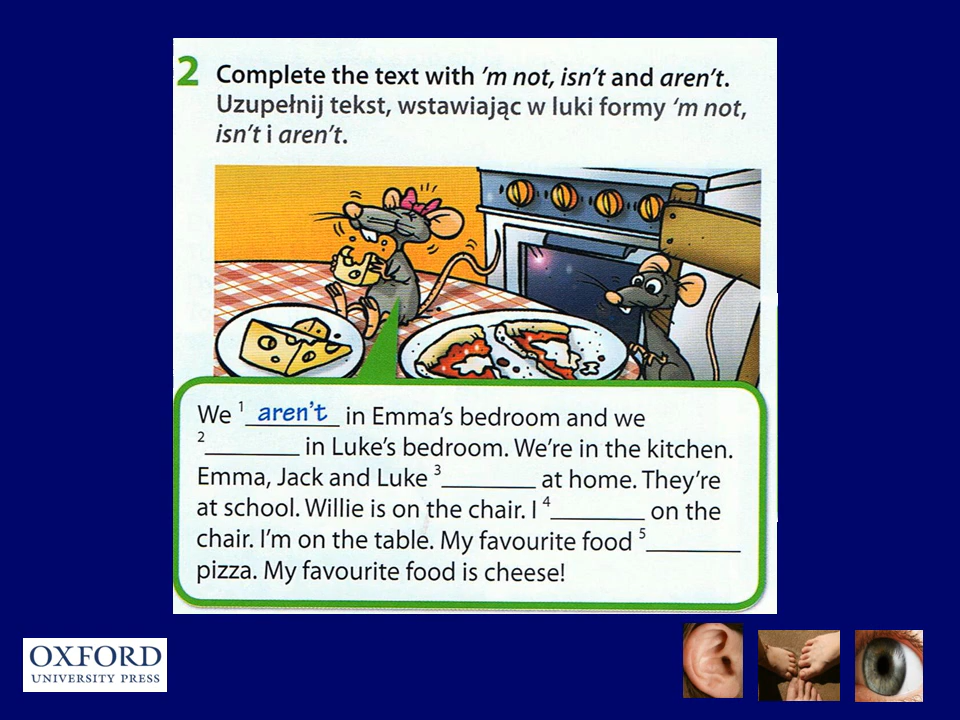 2 Complete the text with ’m not, isn’t and aren’t.
Uzupełnij tekst, wstawiając w luki formy ‘m not,
isn’t i aren’t.
We 1 aren’t in Emma’s bedroom and we
2________ in Luke’s bedroom. We’re in the kitchen.
Emma, Jack and Luke 3________ at home. They’re
at school. Willie is on the chair. I 4________ on the
chair. I’m on the table. My favourite food 5________
pizza. My favourite food is cheese!
OXFORD
UNIVERSITY PRESS